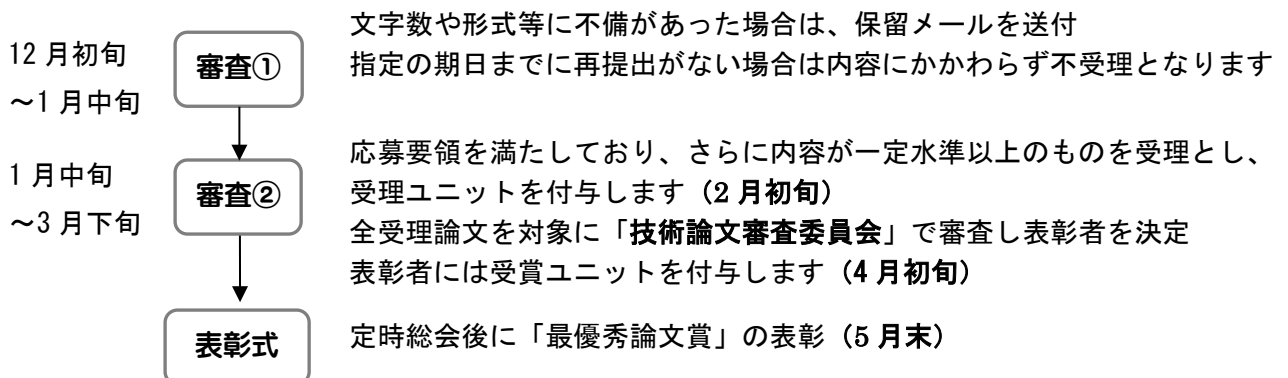 12月初旬
~1月中旬
審査①
文字数や形式等に不備があった場合は、保留メールを送付
指定の期日までに再提出がない場合は内容にかかわらず不受理となります
1月中旬
~3月下旬
審査②
応募要領を満たしており、さらに内容が一定水準以上のものを受理とし、
受理ユニットを付与します(2月初旬)
全受理論文を対象に「技術論文審査委員会」で審査し表彰者を決定
表彰者には受賞ユニットを付与します(4月初旬)
表彰式
定時総会後に「最優秀論文賞」の表彰(5月末)